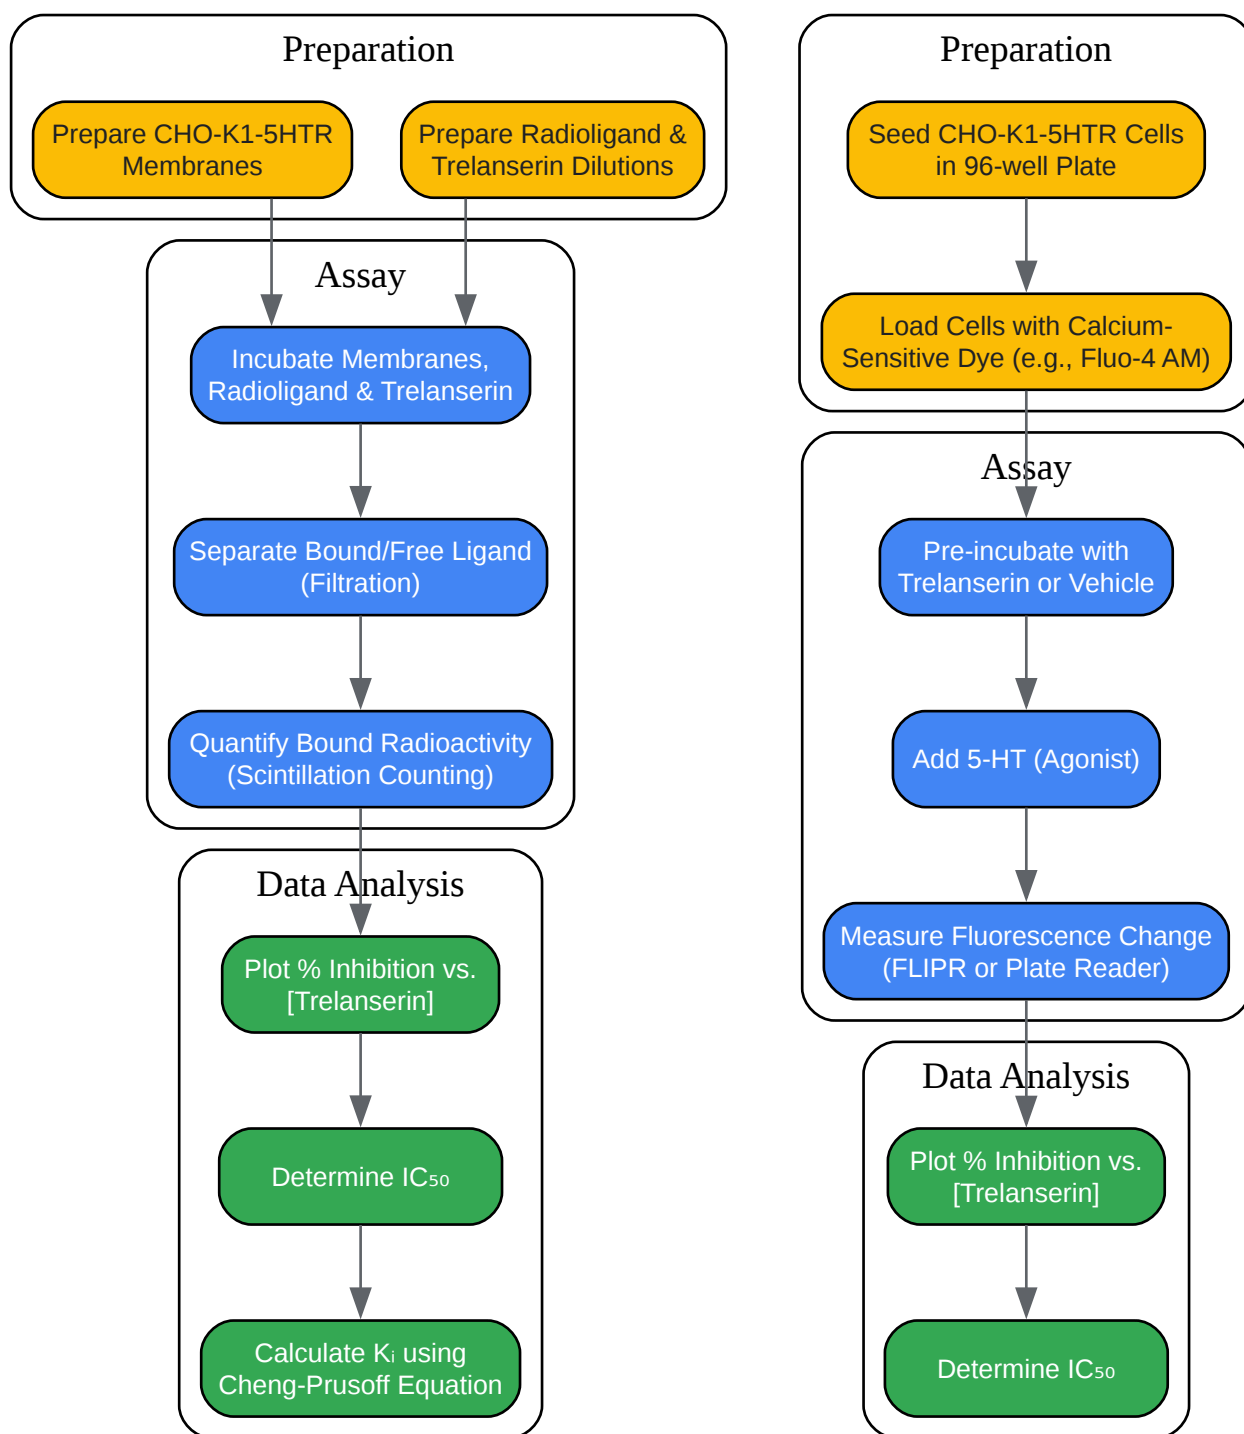 Preparation
Prepare CHO-K1-5HTR
Membranes
Prepare Radioligand &
Trelanserin Dilutions
Assay
Incubate Membranes,
Radioligand & Trelanserin
Separate Bound/Free Ligand
(Filtration)
Quantify Bound Radioactivity
(Scintillation Counting)
Data Analysis
Plot % Inhibition vs.
[Trelanserin]
Determine IC₅₀
Calculate Kᵢ using
Cheng-Prusoff Equation
Preparation
Seed CHO-K1-5HTR Cells
in 96-well Plate
Load Cells with Calcium-
Sensitive Dye (e.g., Fluo-4 AM)
Assay
Pre-incubate with
Trelanserin or Vehicle
Add 5-HT (Agonist)
Measure Fluorescence Change
(FLIPR or Plate Reader)
Data Analysis
Plot % Inhibition vs.
[Trelanserin]
Determine IC₅₀